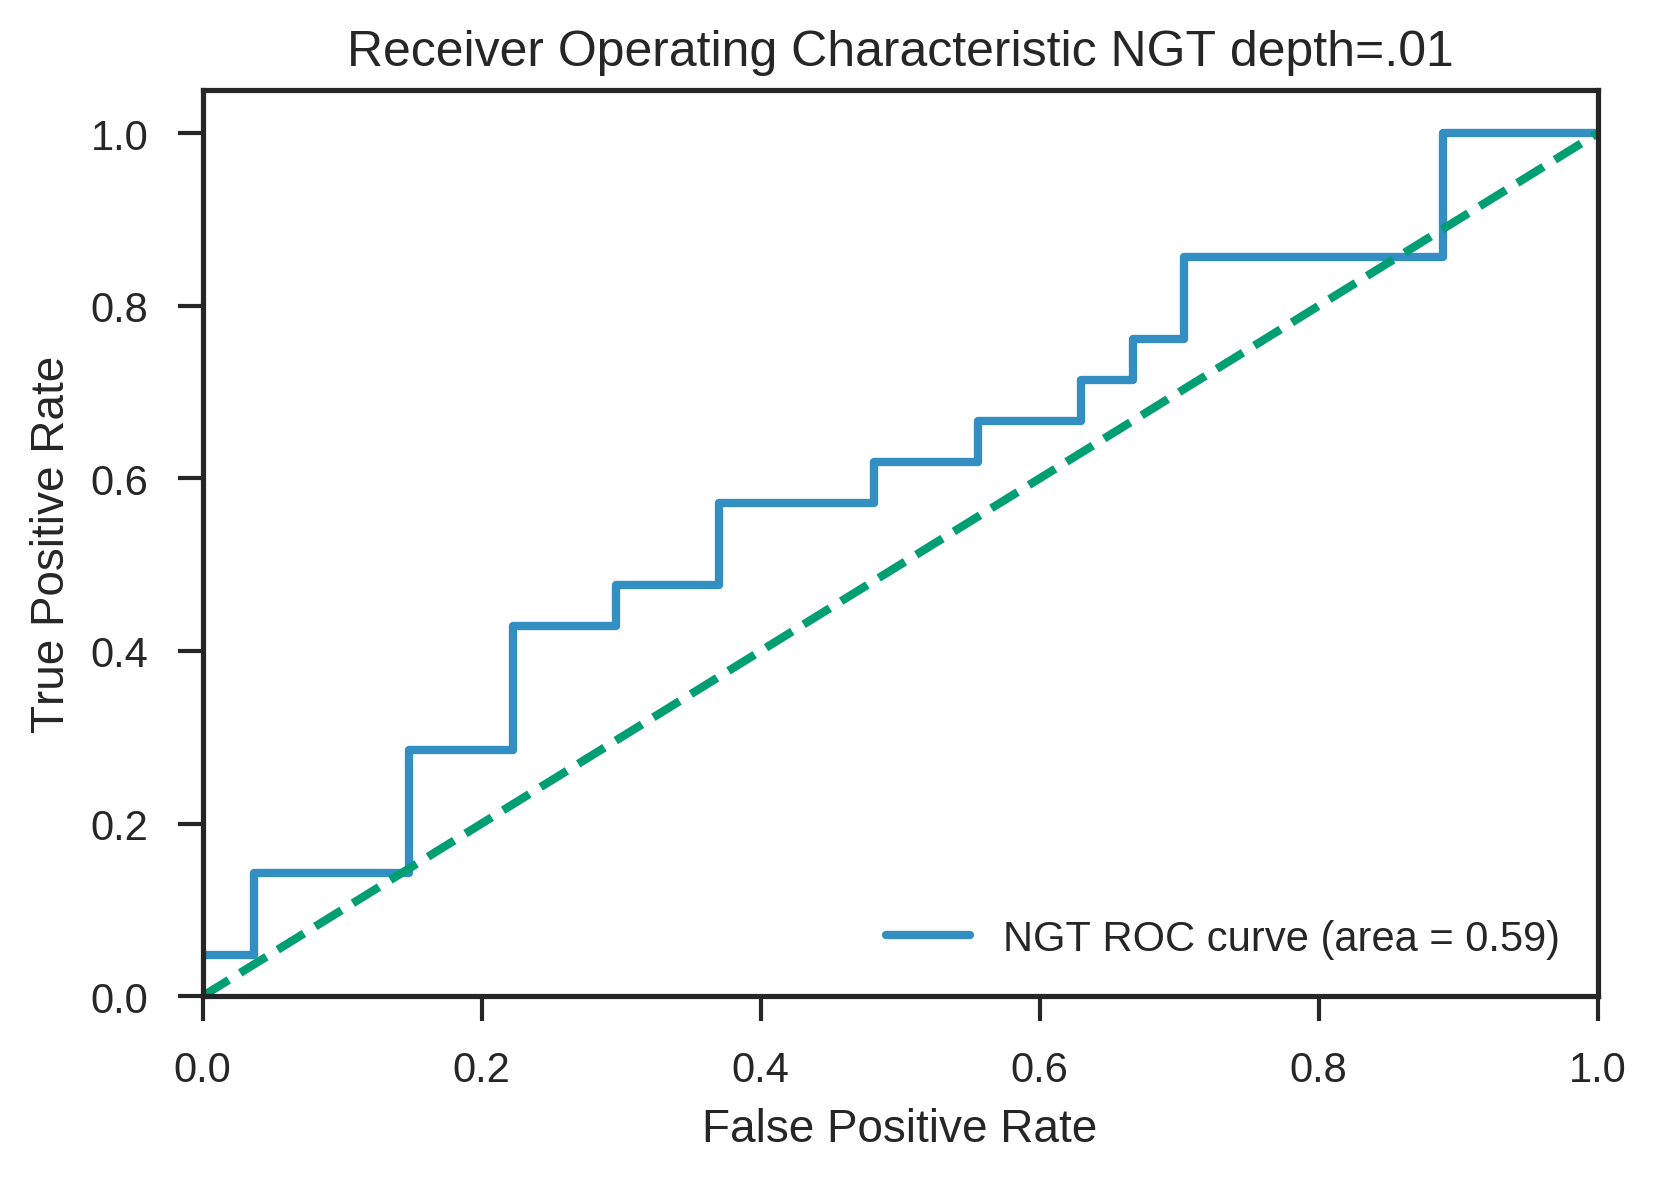 Receiver Operating Characteristic NGT depth=.01
True Positive Rate
1.0
0.8
0.6
0.4
0.2
0.0
NGT ROC curve (area = 0.59)
0.0 0.2 0.4 0.6 0.8 1.0
False Positive Rate